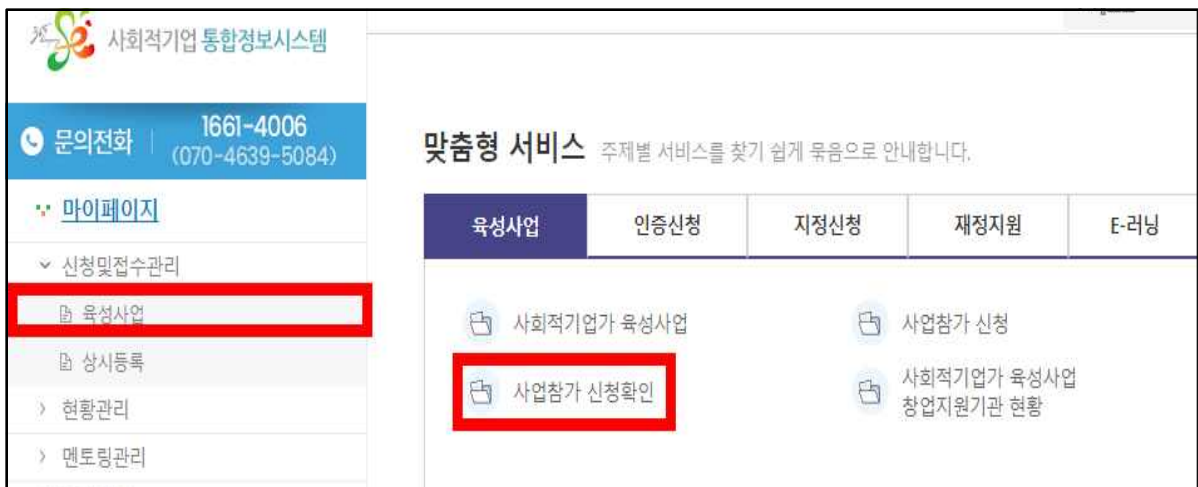 사회적기업 통합정보시스템
문의전화
1661-4006
(070-4639-5084)
마이페이지
신청및접수관리
육성사업
상시등록
현황관리
멘토링관리
맞춤형 서비스 주제별 서비스를 찾기 쉽게 묶음으로 안내합니다.
육성사업 인증신청 지정신청 재정지원 E-러닝
사회적기업가 육성사업
사업참가 신청
사업참가 신청확인
사회적기업가 육성사업
창업지원기관 현황